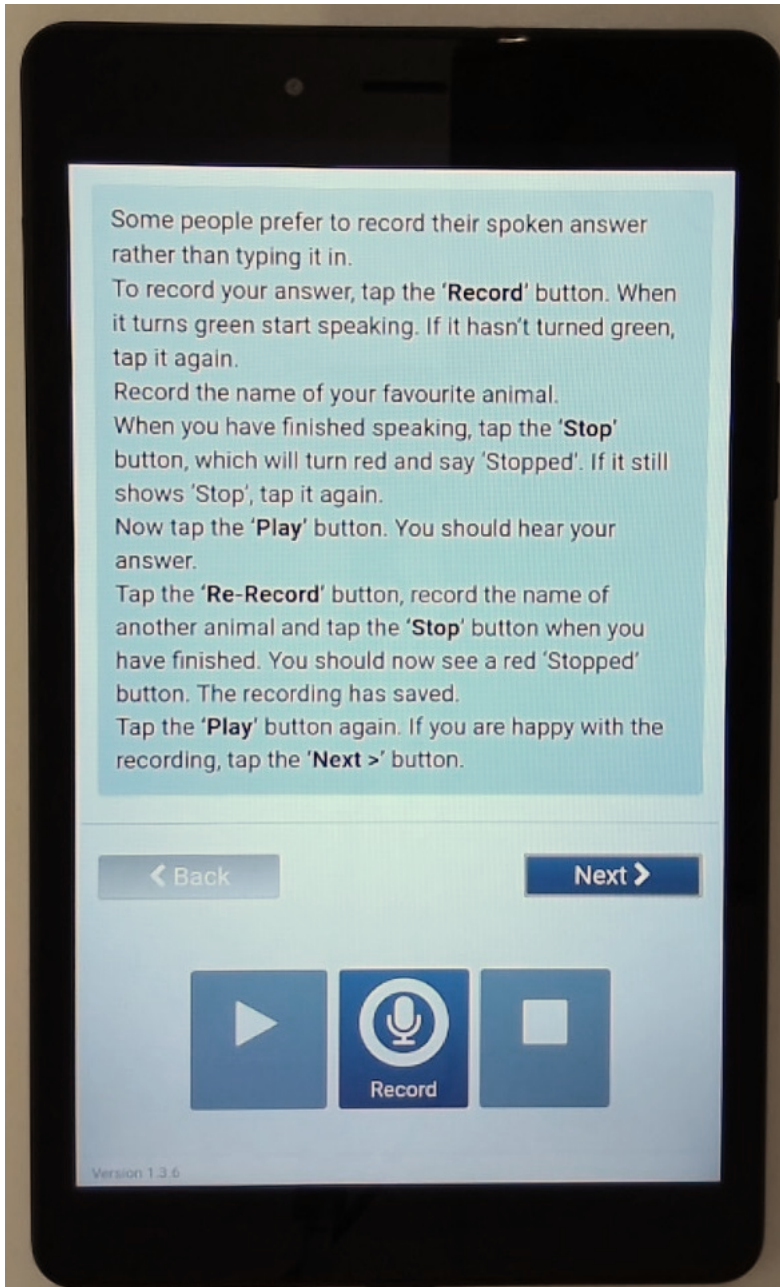 Some people prefer to record their spoken answer
rather than typing it in.
To record your answer, tap the ‘Record’ button. When
it turns green start speaking. If it hasn’t turned green,
tap it again.
Record the name of your favourite animal.
When you have finished speaking, tap the ‘Stop’
button, which will turn red and say ‘Stopped’. If it still
shows ‘Stop’, tap it again.
Now tap the ‘Play’ button. You should hear your
answer.
Tap the ‘Re-Record’ button, record the name of
another animal and tap the ‘Stop’ button when you
have finished. You should now see a red ‘Stopped’
button. The recording has saved.
Tap the ‘Play’ button again. If you are happy with the
recording, tap the ‘Next >’ button.
Back
Next
Record
Version 1.3.6